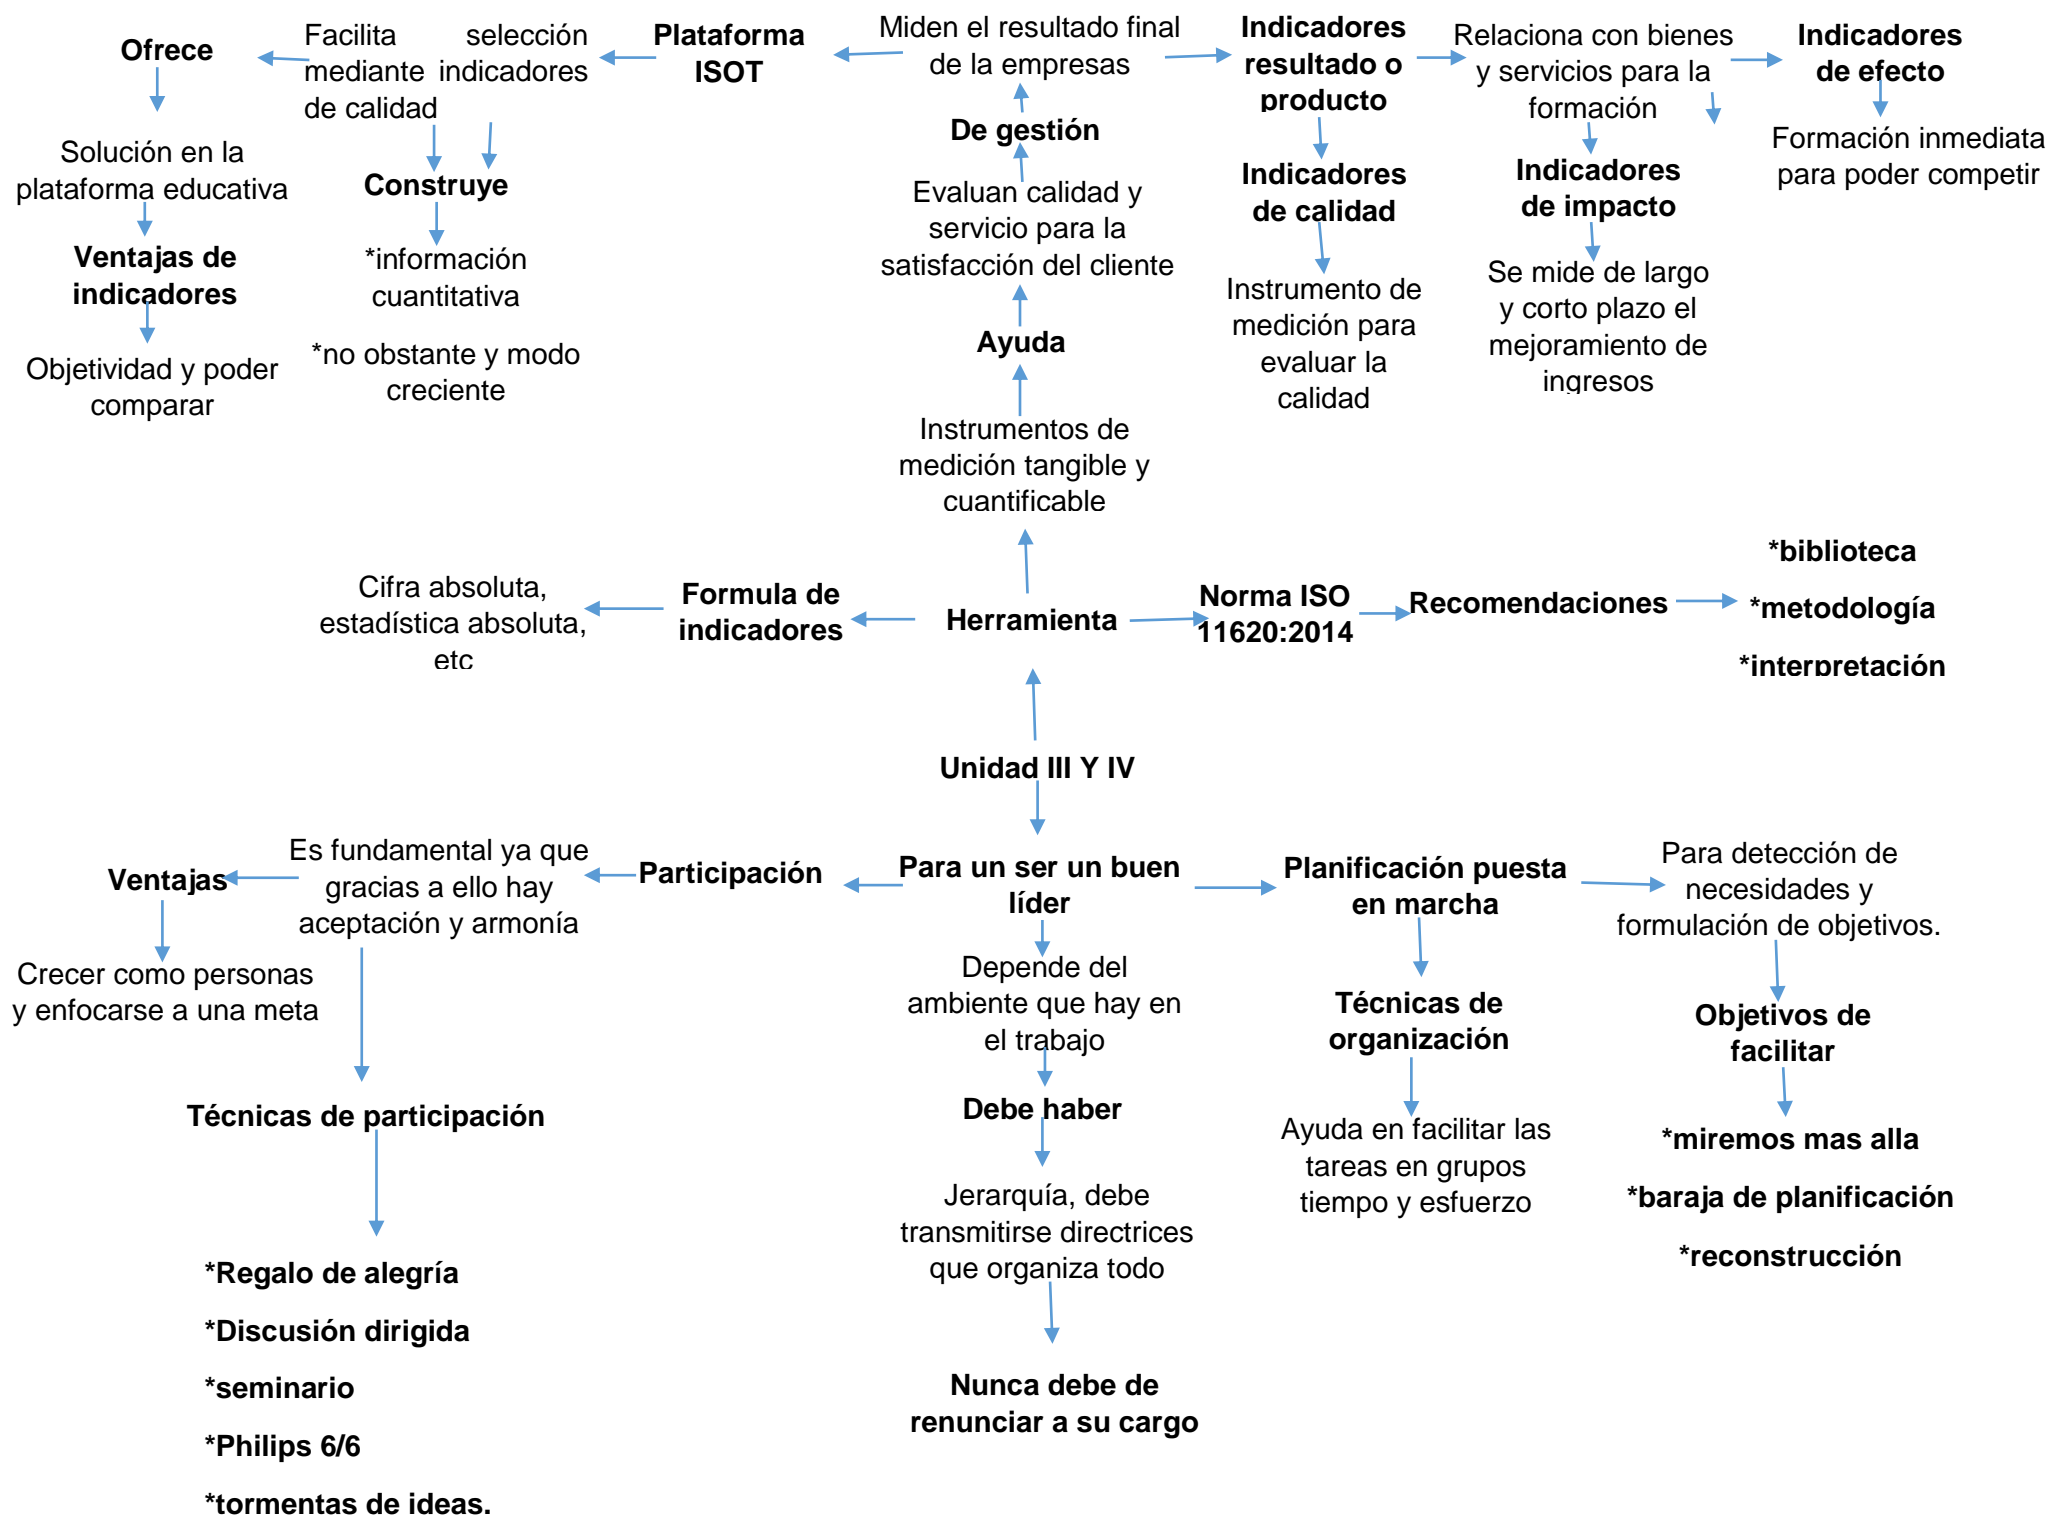 Ofrece
Facilita selección
mediante indicadores
de calidad
Plataforma
ISOT
Miden el resultado final
de la empresas
Indicadores
resultado o
producto
Relaciona con bienes
y servicios para la
formación
Indicadores
de efecto
Solución en la
plataforma educativa
Construye
De gestión
Indicadores
de calidad
Indicadores
de impacto
Formación inmediata
para poder competir
Ventajas de
indicadores
*información
cuantitativa
*no obstante y modo
creciente
Evaluan calidad y
servicio para la
satisfacción del cliente
Instrumento de
medición para
evaluar la
calidad
Se mide de largo
y corto plazo el
mejoramiento de
ingresos
Objetividad y poder
comparar
Ayuda
Instrumentos de
medición tangible y
cuantificable
Cifra absoluta,
estadística absoluta,
etc
Formula de
indicadores
Herramienta
Norma ISO
11620:2014
Recomendaciones
*biblioteca
*metodología
*interpretación
Unidad III Y IV
Ventajas
Es fundamental ya que
gracias a ello hay
aceptación y armonía
Participación
Para un ser un buen
líder
Planificación puesta
en marcha
Para detección de
necesidades y
formulación de objetivos.
Crecer como personas
y enfocarse a una meta
Depende del
ambiente que hay en
el trabajo
Técnicas de
organización
Objetivos de
facilitar
Técnicas de participación
Debe haber
Ayuda en facilitar las
tareas en grupos
tiempo y esfuerzo
*miremos mas alla
*baraja de planificación
*reconstrucción
Jerarquía, debe
transmitirse directrices
que organiza todo
*Regalo de alegría
*Discusión dirigida
*seminario
*Philips 6/6
*tormentas de ideas.
Nunca debe de
renunciar a su cargo